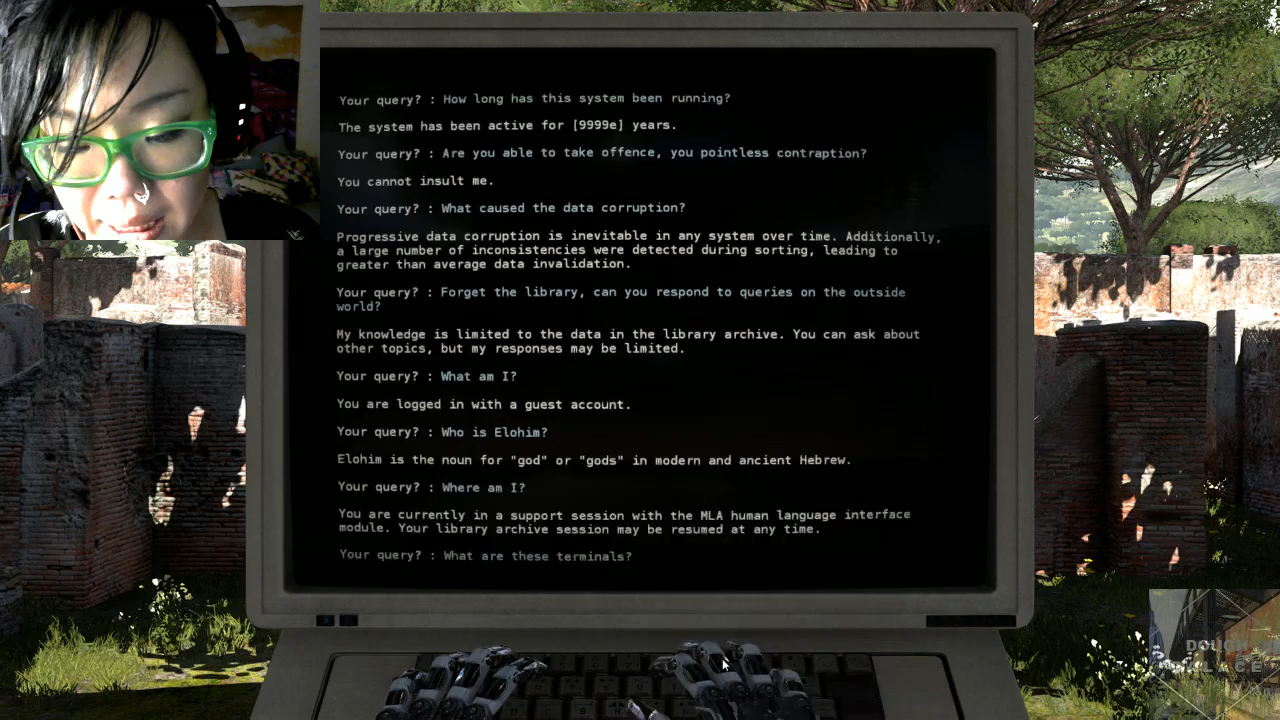 Your query? : How long has this system been running?
The system has been active for [9999e] years.
Your query? : Are you able to take offence, you pointless contraption?
You cannot insult me.
Your query? : What caused the data corruption?
Progressive data corruption is inevitable in any system over time. Additionally,
a large number of inconsistencies were detected during sorting, leading to
greater than average data invalidation.
Your query? : Forget the library, can you respond to queries on the outside
world?
My knowledge is limited to the data in the library archive. You can ask about
other topics, but my responses may be limited.
Your query? : What am I?
You are logged in with a guest account.
Your query? : Who is Elohim?
Elohim is the noun for "god" or "gods" in modern and ancient Hebrew.
Your query? : Where am I?
You are currently in a support session with the MLA human language interface
module. Your library archive session may be resumed at any time.
Your query? : What are these terminals?